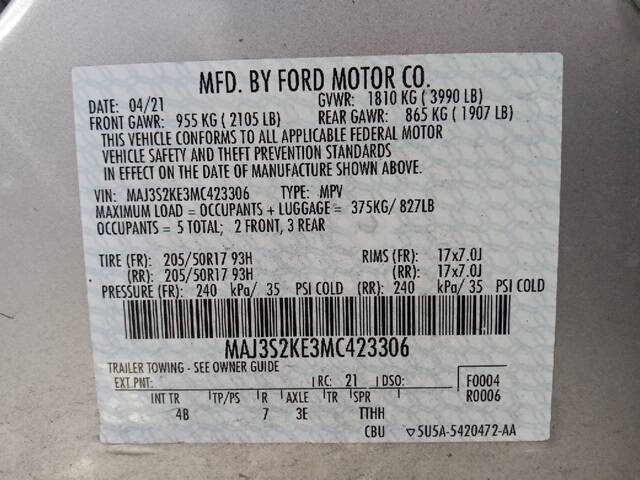 MFD. BY FORD MOTOR CO.
DATE: 04/21 GVWR: 1810 KG ( 3990 LB)
FRONT GAWR: 955 KG ( 2105 LB) REAR GAWR: 865 KG ( 1907 LB)
THIS VEHICLE CONFORMS TO ALL APPLICABLE FEDERAL MOTOR
VEHICLE SAFETY AND THEFT PREVENTION STANDARDS
IN EFFECT ON THE DATE OF MANUFACTURE SHOWN ABOVE.
VIN: MAJ3S2KE3MC423306 TYPE: MPV
MAXIMUM LOAD = OCCUPANTS + LUGGAGE = 375KG/ 827LB
OCCUPANTS = 5 TOTAL; 2 FRONT, 3 REAR
TIRE (FR): 205/50R17 93H RIMS (FR): 17x7.0J
(RR): 205/50R17 93H (RR): 17x7.0J
PRESSURE (FR): 240 kPa/ 35 PSI COLD (RR): 240 kPa/ 35 PSI COLD
MAJ3S2KE3MC423306
TRAILER TOWING - SEE OWNER GUIDE
EXT PNT: RC: 21 DSO: F0004
R0006
INT TR TP/PS R AXLE TR SPR
4B 7 3E TTHH
CBU ▽5U5A-5420472-AA